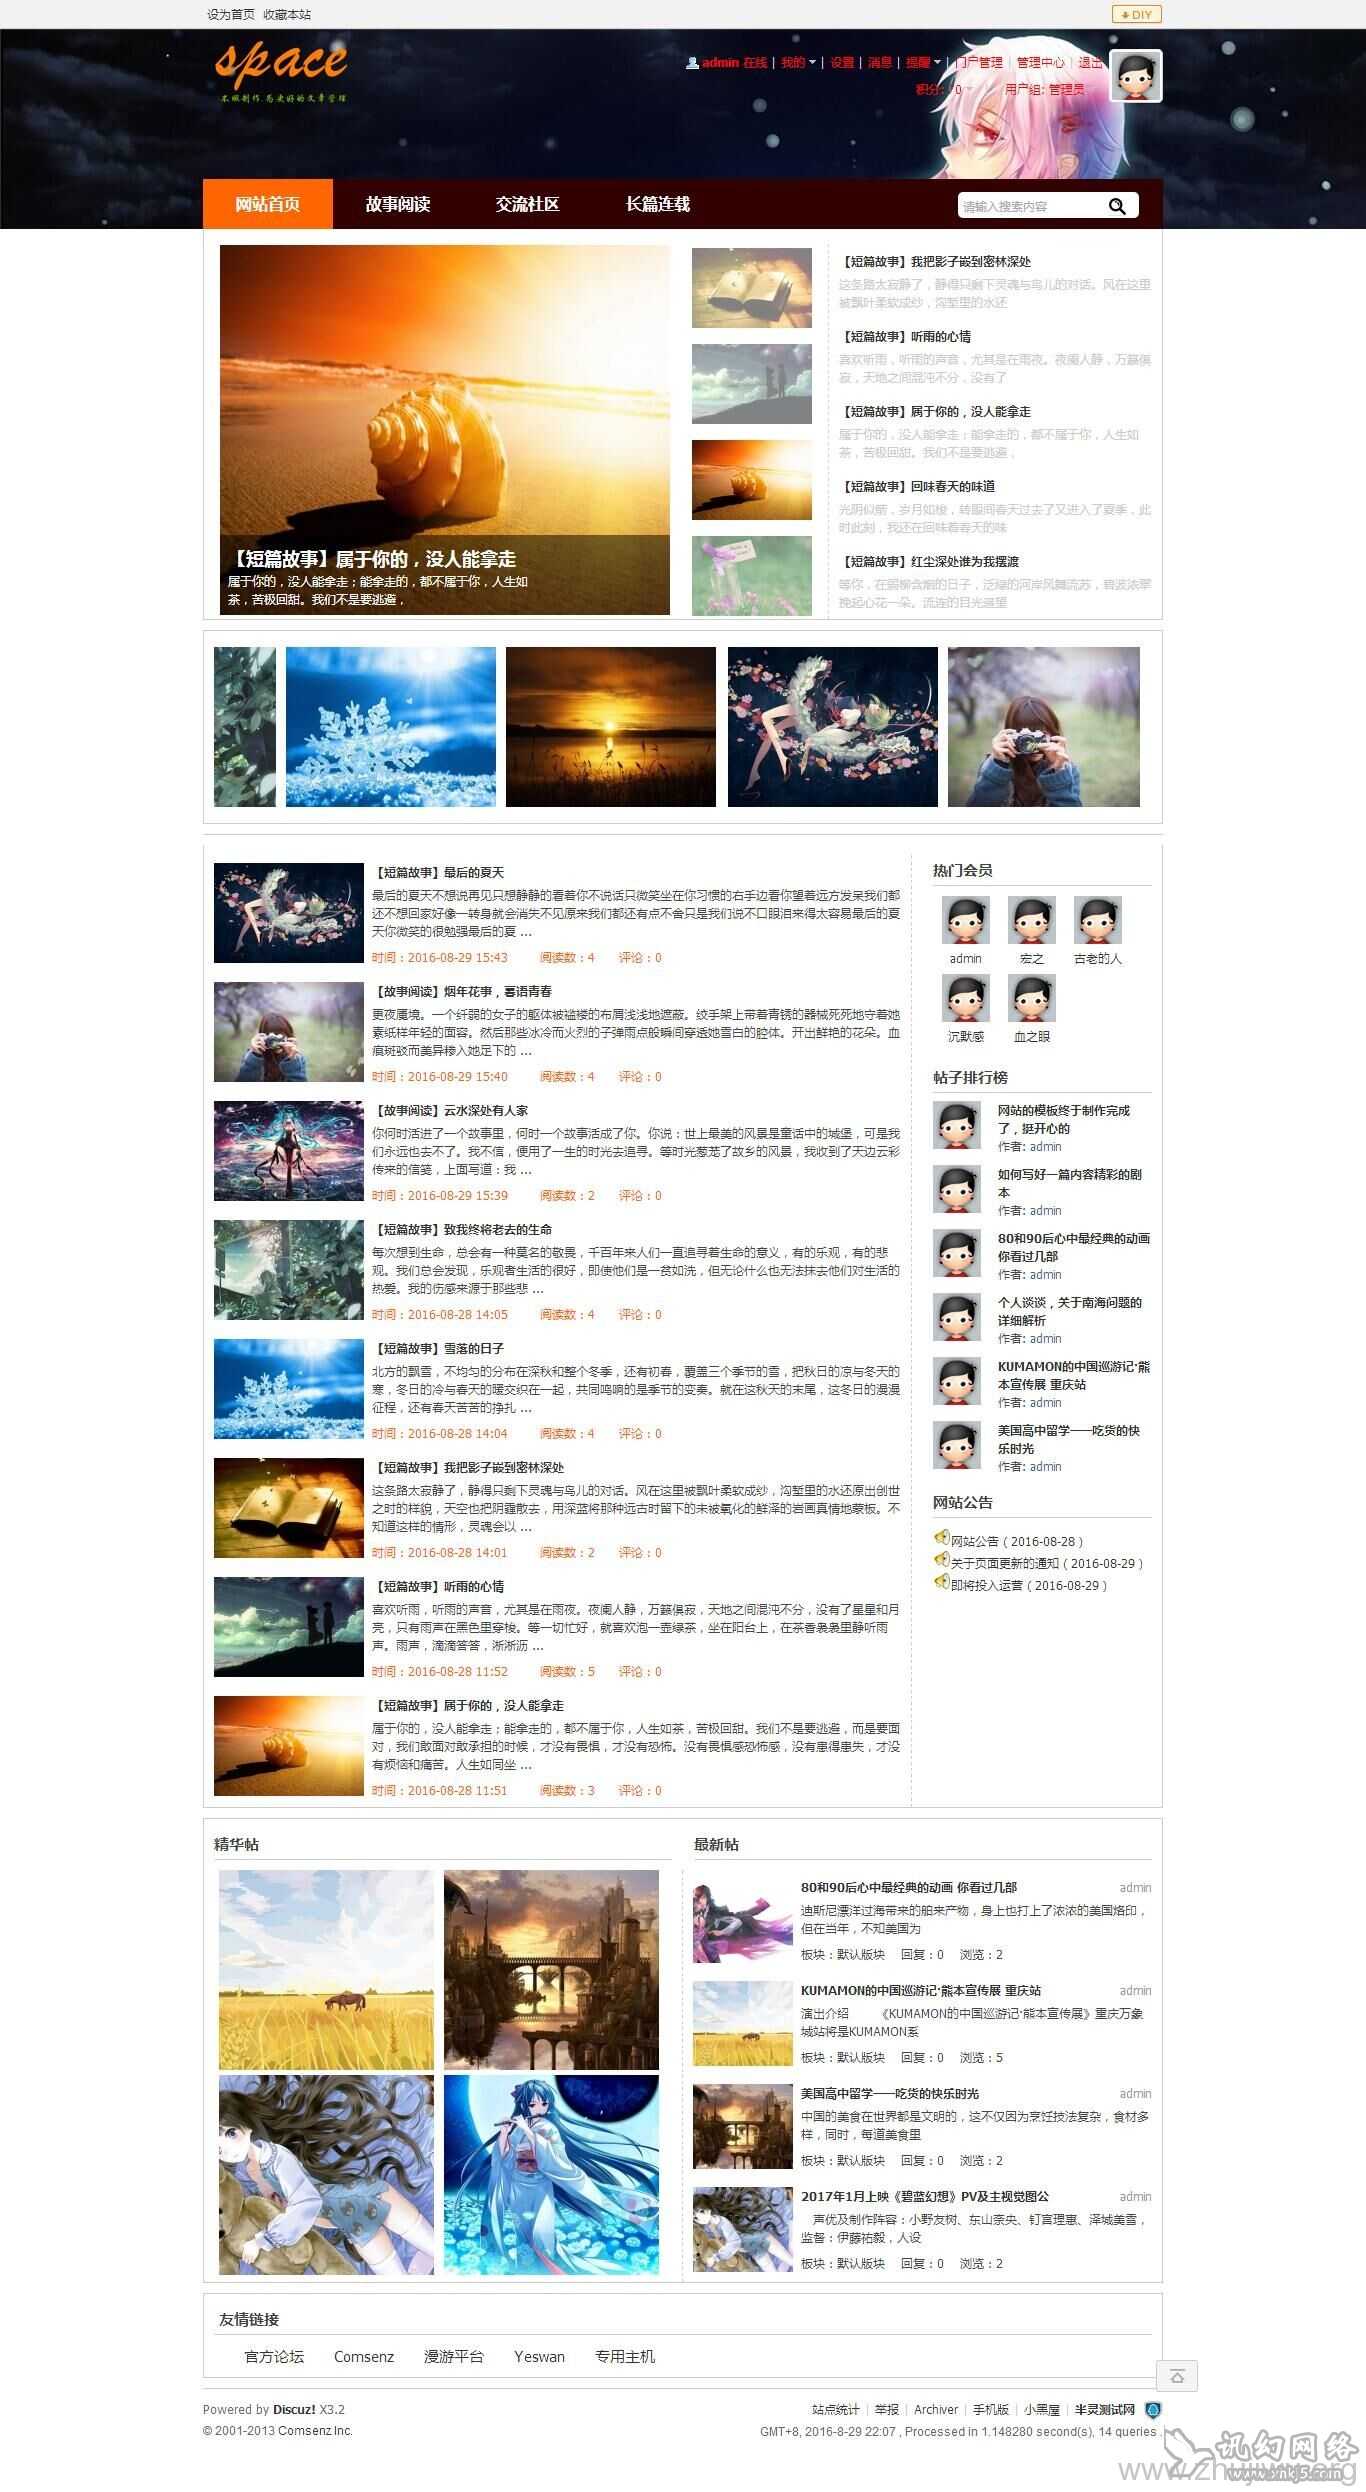 设为首页 收藏本站
DIY
space
admin 在线 | 我的 | 设置 | 消息 | 提醒 | 门户管理 | 管理中心 | 退出
积分: 0 用户组: 管理员
网站首页 故事阅读 交流社区 长篇连载
请输入搜索内容
【短篇故事】属于你的，没人能拿走
属于你的，没人能拿走；能拿走的，都不属于你，人生如
茶，苦极回甜。我们不是要逃避，
【短篇故事】我把影子嵌到密林深处
这条路太寂静了，静得只剩下灵魂与鸟儿的对话。风在这里
被飘叶柔软成纱，沟堑里的水还
【短篇故事】听雨的心情
喜欢听雨，听雨的声音，尤其是在雨夜。夜阑人静，万籁俱
寂，天地之间混沌不分，没有了
【短篇故事】属于你的，没人能拿走
属于你的，没人能拿走；能拿走的，都不属于你，人生如
茶，苦极回甜。我们不是要逃避，
【短篇故事】回味春天的味道
光阴似箭，岁月如梭，转眼间春天过去了又进入了夏季，此
时此刻，我还在回味着春天的味
【短篇故事】红尘深处谁为我摆渡
等你，在碧柳含烟的日子，泛绿的河岸风舞流苏，碧波浓翠
挽起心花一朵。流连的目光遥望
【短篇故事】最后的夏天
最后的夏天不想说再见只想静静的看着你不说话只微笑坐在你习惯的右手边看你望着远方发呆我们都
还不想回家好像一转身就会消失不见原来我们都还有点不舍只是我们说不口眼泪来得太容易最后的夏
天你微笑的很勉强最后的夏 ...
时间：2016-08-29 15:43 阅读数：4 评论：0
【故事阅读】烟年花事，暮语青春
更夜魇境。一个纤弱的女子的躯体被褴褛的布屑浅浅地遮蔽。绞手架上带着青锈的器械死死地守着她
素纸样年轻的面容。然后那些冰冷而火烈的子弹雨点般瞬间穿透她雪白的腔体。开出鲜艳的花朵。血
痕斑驳而美异糁入她足下的 ...
时间：2016-08-29 15:40 阅读数：4 评论：0
【故事阅读】云水深处有人家
你何时活进了一个故事里，何时一个故事活成了你。你说：世上最美的风景是童话中的城堡，可是我
们永远也去不了。我不信，便用了一生的时光去追寻。等时光葱茏了故乡的风景，我收到了天边云彩
传来的信笺，上面写道：我 ...
时间：2016-08-29 15:39 阅读数：2 评论：0
【短篇故事】致我终将老去的生命
每次想到生命，总会有一种莫名的敬畏，千百年来人们一直追寻着生命的意义，有的乐观，有的悲
观。我们总会发现，乐观者生活的很好，即使他们是一贫如洗，但无论什么也无法抹去他们对生活的
热爱。我的伤感来源于那些悲 ...
时间：2016-08-28 14:05 阅读数：4 评论：0
【短篇故事】雪落的日子
北方的飘雪，不均匀的分布在深秋和整个冬季，还有初春，覆盖三个季节的雪，把秋日的凉与冬天的
寒，冬日的冷与春天的暖交织在一起，共同鸣响的是季节的变奏。就在这秋天的末尾，这冬日的漫漫
征程，还有春天苦苦的挣扎 ...
时间：2016-08-28 14:04 阅读数：4 评论：0
【短篇故事】我把影子嵌到密林深处
这条路太寂静了，静得只剩下灵魂与鸟儿的对话。风在这里被飘叶柔软成纱，沟堑里的水还原出创世
之时的样貌，天空也把阴霾散去，用深蓝将那种远古时留下的未被氧化的鲜泽的岩画真情地蒙板。不
知道这样的情形，灵魂会以 ...
时间：2016-08-28 14:01 阅读数：2 评论：0
【短篇故事】听雨的心情
喜欢听雨，听雨的声音，尤其是在雨夜。夜阑人静，万籁俱寂，天地之间混沌不分，没有了星星和月
亮，只有雨声在黑色里穿梭。等一切忙好，就喜欢泡一壶绿茶，坐在阳台上，在茶香袅袅里静听雨
声。雨声，滴滴答答，淅淅沥 ...
时间：2016-08-28 11:52 阅读数：5 评论：0
【短篇故事】属于你的，没人能拿走
属于你的，没人能拿走；能拿走的，都不属于你，人生如茶，苦极回甜。我们不是要逃避，而是要面
对，我们敢面对敢承担的时候，才没有畏惧，才没有恐怖。没有畏惧感恐怖感，没有患得患失，才没
有烦恼和痛苦。人生如同坐 ...
时间：2016-08-28 11:51 阅读数：3 评论：0
热门会员
admin 宏之 古老的人
沉默感 血之眼
帖子排行榜
网站的模板终于制作完成
了，挺开心的
作者: admin
如何写好一篇内容精彩的剧
本
作者: admin
80和90后心中最经典的动画
你看过几部
作者: admin
个人谈谈，关于南海问题的
详细解析
作者: admin
KUMAMON的中国巡游记·熊
本宣传展 重庆站
作者: admin
美国高中留学——吃货的快
乐时光
作者: admin
网站公告
网站公告（2016-08-28）
关于页面更新的通知（2016-08-29）
即将投入运营（2016-08-29）
精华帖
最新帖
80和90后心中最经典的动画 你看过几部 admin
迪斯尼漂洋过海带来的舶来产物，身上也打上了浓浓的美国烙印，
但在当年，不知美国为
板块：默认版块 回复：0 浏览：2
KUMAMON的中国巡游记·熊本宣传展 重庆站 admin
演出介绍 《KUMAMON的中国巡游记·熊本宣传展》重庆万象
城站将是KUMAMON系
板块：默认版块 回复：0 浏览：5
美国高中留学——吃货的快乐时光 admin
中国的美食在世界都是文明的，这不仅因为烹饪技法复杂，食材多
样，同时，每道美食里
板块：默认版块 回复：0 浏览：2
2017年1月上映《碧蓝幻想》PV及主视觉图公 admin
声优及制作阵容：小野友树、东山奈央、钉宫理惠、泽城美雪，
监督：伊藤祐毅，人设
板块：默认版块 回复：0 浏览：2
友情链接
官方论坛 Comsenz 漫游平台 Yeswan 专用主机
Powered by Discuz! X3.2
© 2001-2013 Comsenz Inc.
站点统计 | 举报 | Archiver | 手机版 | 小黑屋 | 半灵测试网
GMT+8, 2016-8-29 22:07 , Processed in 1.148280 second(s), 14 queries .
讯幻网络